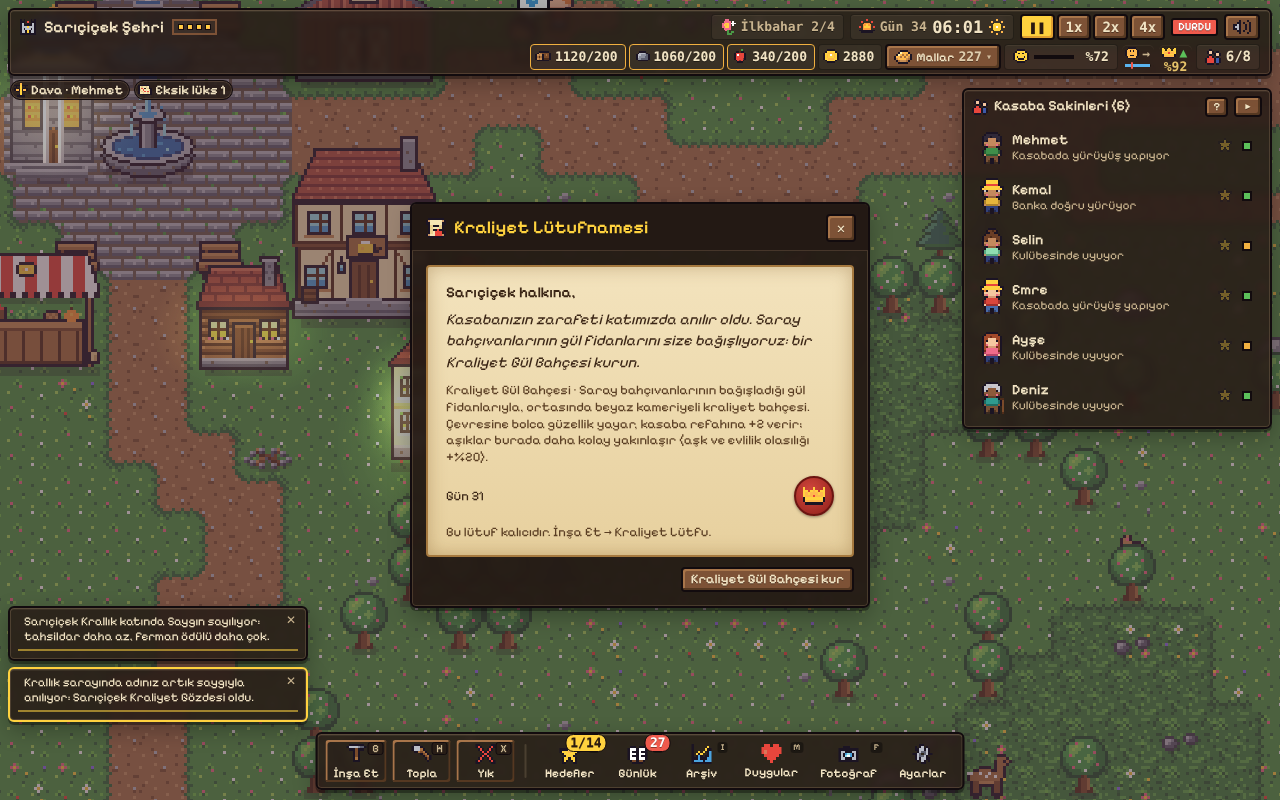 Sarıçiçek Şehri
İlkbahar 2/4
Gün 34 06:01
1x
2x
4x
DURDU
1120/200
1060/200
340/200
2880
Mallar 227
%72
%92
6/8
Dava · Mehmet
Eksik lüks 1
Kasaba Sakinleri (6)
?
Mehmet
Kasabada yürüyüş yapıyor
Kemal
Banka doğru yürüyor
Selin
Kulübesinde uyuyor
Emre
Kasabada yürüyüş yapıyor
Ayşe
Kulübesinde uyuyor
Deniz
Kulübesinde uyuyor
Kraliyet Lütufnamesi
×
Sarıçiçek halkına,
Kasabanızın zarafeti katımızda anılır oldu. Saray
bahçıvanlarının gül fidanlarını size bağışlıyoruz: bir
Kraliyet Gül Bahçesi kurun.
Kraliyet Gül Bahçesi · Saray bahçıvanlarının bağışladığı gül
fidanlarıyla, ortasında beyaz kameriyeli kraliyet bahçesi.
Çevresine bolca güzellik yayar, kasaba refahına +2 verir;
aşıklar burada daha kolay yakınlaşır (aşk ve evlilik olasılığı
+%20).
Gün 31
Bu lütuf kalıcıdır. İnşa Et → Kraliyet Lütfu.
Kraliyet Gül Bahçesi kur
Sarıçiçek Krallık katında Saygın sayılıyor:
tahsildar daha az, ferman ödülü daha çok.
×
Krallık sarayında adınız artık saygıyla
anılıyor: Sarıçiçek Kraliyet Gözdesi oldu.
×
İnşa Et B
Topla H
Yık X
Hedefler 1/14
Günlük 27
Arşiv I
Duygular M
Fotoğraf F
Ayarlar